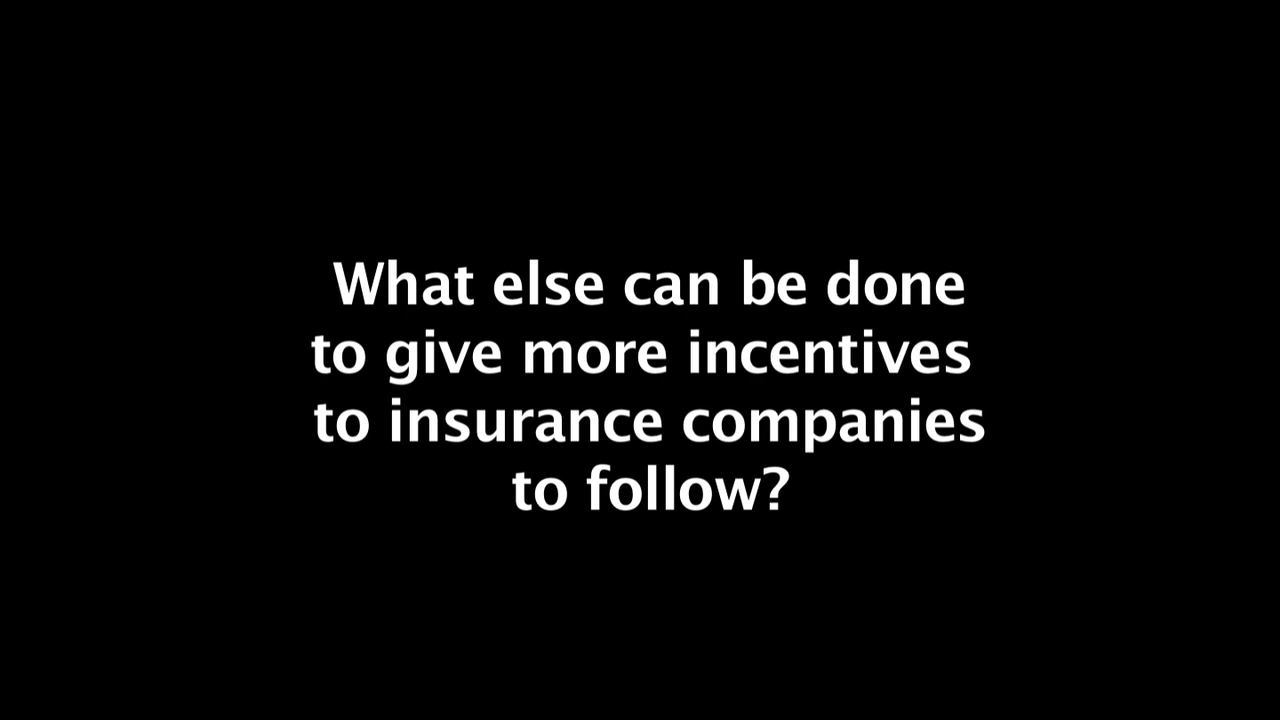 What else can be done
to give more incentives
to insurance companies
to follow?